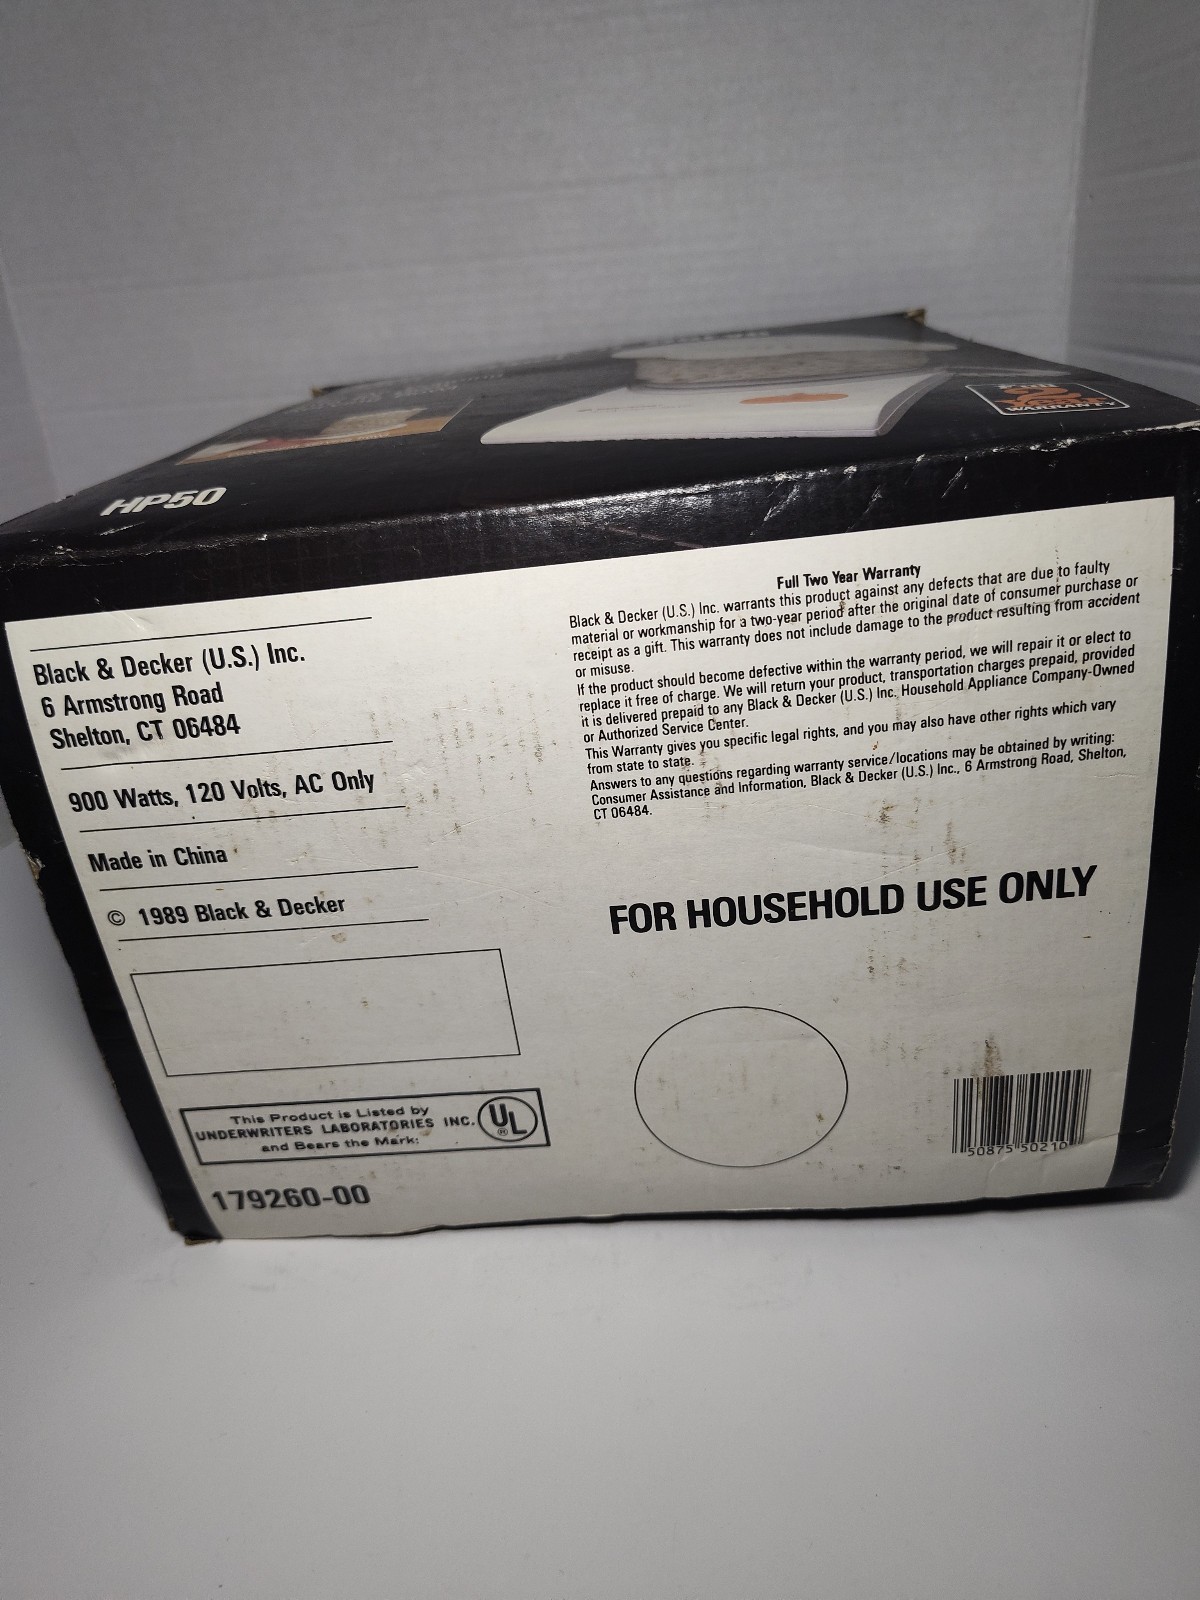 HP50
WARRANTY
Black & Decker (U.S.) Inc.
6 Armstrong Road
Shelton, CT 06484
900 Watts, 120 Volts, AC Only
Made in China
© 1989 Black & Decker
This Product is Listed by
UNDERWRITERS LABORATORIES INC.
and Bears the Mark:
UL
®
179260-00
Full Two Year Warranty
Black & Decker (U.S.) Inc. warrants this product against any defects that are due to faulty
material or workmanship for a two-year period after the original date of consumer purchase or
receipt as a gift. This warranty does not include damage to the product resulting from accident
or misuse.
If the product should become defective within the warranty period, we will repair it or elect to
replace it free of charge. We will return your product, transportation charges prepaid, provided
it is delivered prepaid to any Black & Decker (U.S.) Inc. Household Appliance Company-Owned
or Authorized Service Center.
This Warranty gives you specific legal rights, and you may also have other rights which vary
from state to state.
Answers to any questions regarding warranty service/locations may be obtained by writing:
Consumer Assistance and Information, Black & Decker (U.S.) Inc., 6 Armstrong Road, Shelton,
CT 06484.
FOR HOUSEHOLD USE ONLY
50875 50210